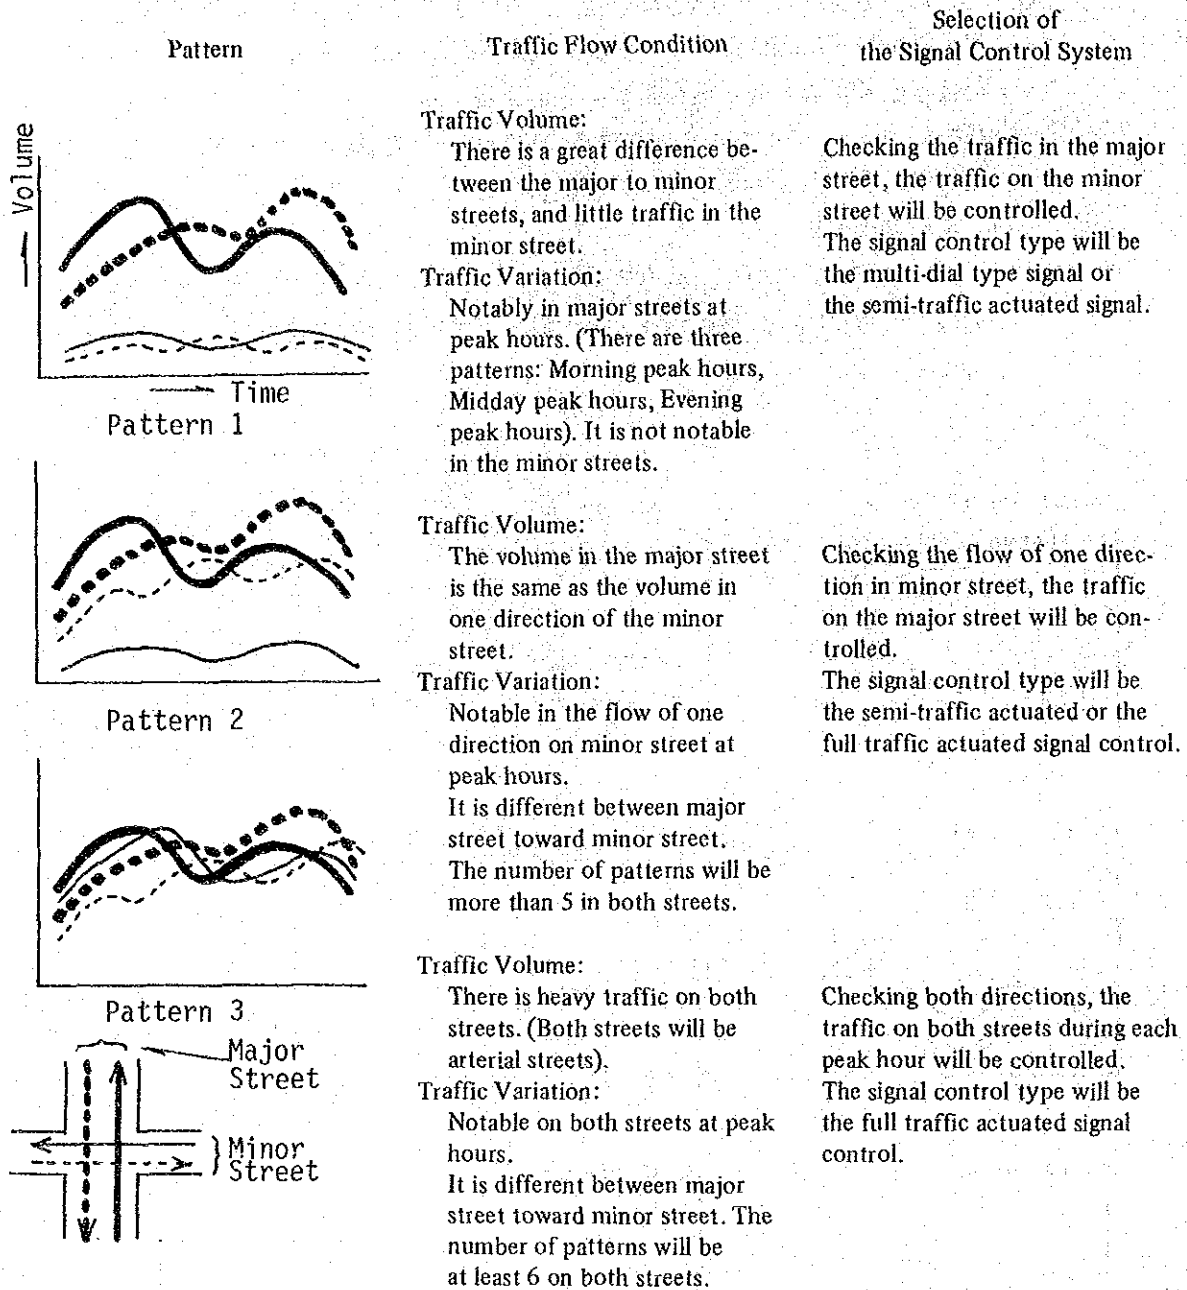 Pattern
Traffic Flow Condition
Selection of
the Signal Control System
Volume
Time
Pattern 1
Traffic Volume:
There is a great difference be-
tween the major to minor
streets, and little traffic in the
minor street.
Traffic Variation:
Notably in major streets at
peak hours. (There are three
patterns: Morning peak hours,
Midday peak hours, Evening
peak hours). It is not notable
in the minor streets.
Checking the traffic in the major
street, the traffic on the minor
street will be controlled.
The signal control type will be
the multi-dial type signal or
the semi-traffic actuated signal.
Pattern 2
Traffic Volume:
The volume in the major street
is the same as the volume in
one direction of the minor
street.
Traffic Variation:
Notable in the flow of one
direction on minor street at
peak hours.
It is different between major
street toward minor street.
The number of patterns will be
more than 5 in both streets.
Checking the flow of one direc-
tion in minor street, the traffic
on the major street will be con-
trolled.
The signal control type will be
the semi-traffic actuated or the
full traffic actuated signal control.
Pattern 3
Major
Street
Minor
Street
Traffic Volume:
There is heavy traffic on both
streets. (Both streets will be
arterial streets).
Traffic Variation:
Notable on both streets at peak
hours.
It is different between major
street toward minor street. The
number of patterns will be
at least 6 on both streets.
Checking both directions, the
traffic on both streets during each
peak hour will be controlled.
The signal control type will be
the full traffic actuated signal
control.